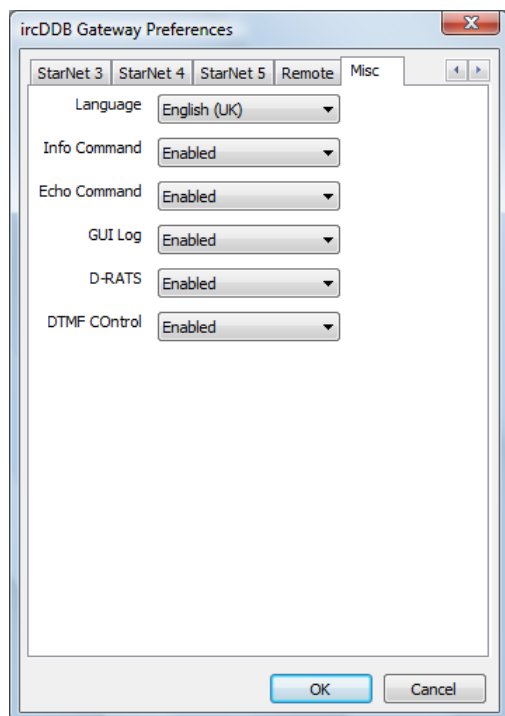 ircDDB Gateway Preferences
StarNet 3 StarNet 4 StarNet 5 Remote Misc
Language English (UK)
Info Command Enabled
Echo Command Enabled
GUI Log Enabled
D-RATS Enabled
DTMF COntrol Enabled
OK Cancel